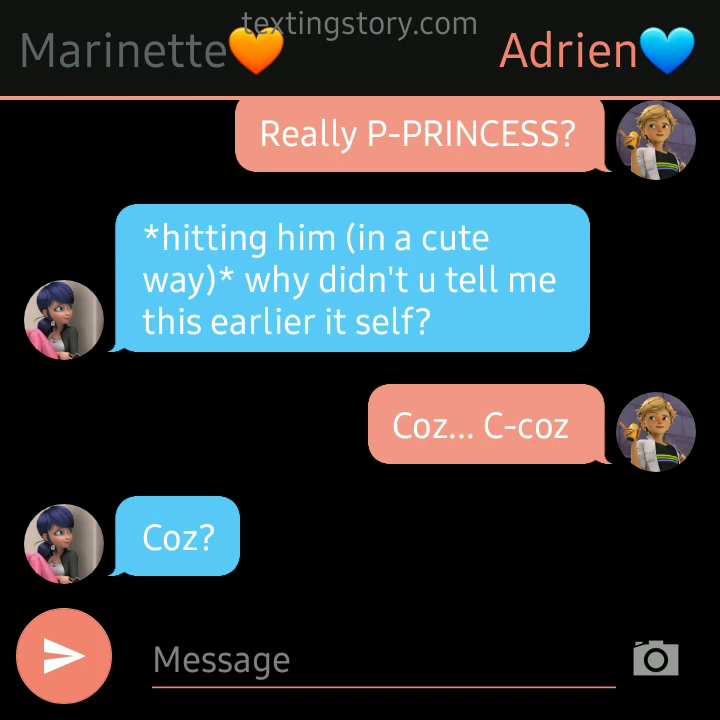 textingstory.com
Marinette🧡
Adrien💙
Really P-PRINCESS?
*hitting him (in a cute
way)* why didn't u tell me
this earlier it self?
Coz... C-coz
Coz?
Message